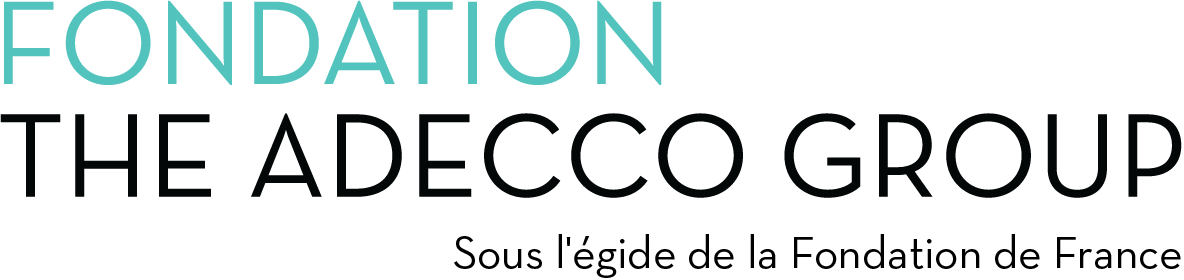 FONDATION
THE ADECCO GROUP
Sous l'égide de la Fondation de France